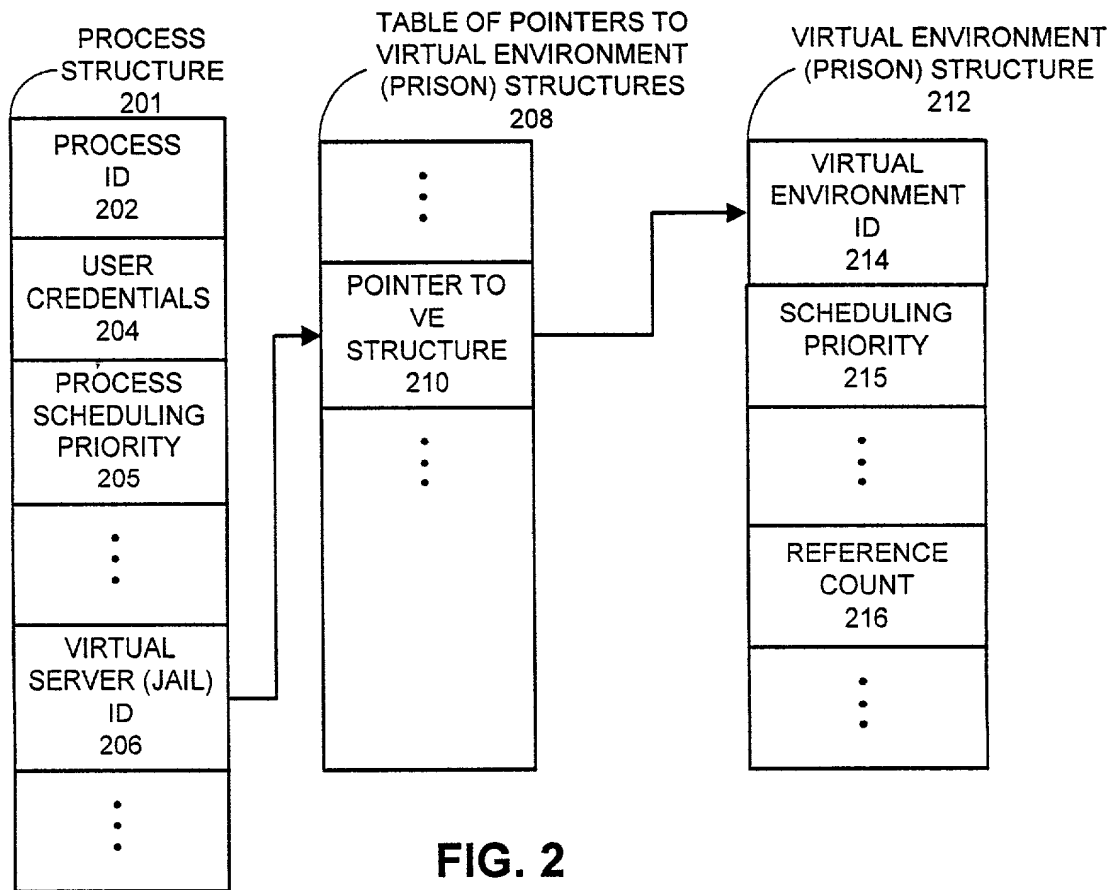 PROCESS
STRUCTURE
201
PROCESS
ID
202
USER
CREDENTIALS
204
PROCESS
SCHEDULING
PRIORITY
205
VIRTUAL
SERVER (JAIL)
ID
206
TABLE OF POINTERS TO
VIRTUAL ENVIRONMENT
(PRISON) STRUCTURES
208
POINTER TO
VE
STRUCTURE
210
VIRTUAL ENVIRONMENT
(PRISON) STRUCTURE
212
VIRTUAL
ENVIRONMENT
ID
214
SCHEDULING
PRIORITY
215
REFERENCE
COUNT
216
FIG. 2